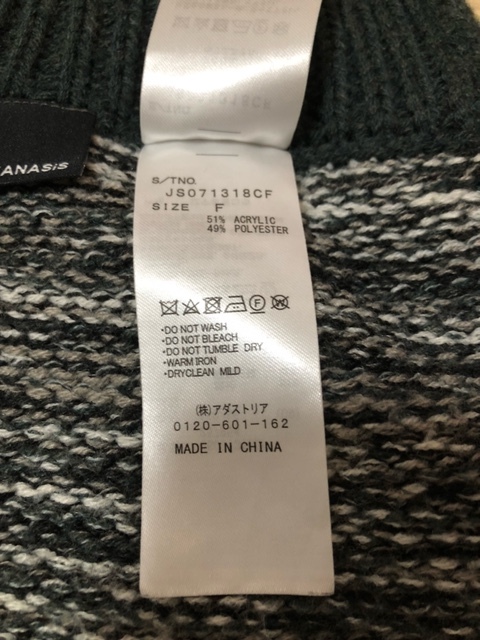 ANASiS
S/TNO.
JS071318CF
SIZE F
51% ACRYLIC
49% POLYESTER
・DO NOT WASH
・DO NOT BLEACH
・DO NOT TUMBLE DRY
・WARM IRON
・DRYCLEAN MILD
(株)アダストリア
0120-601-162
MADE IN CHINA